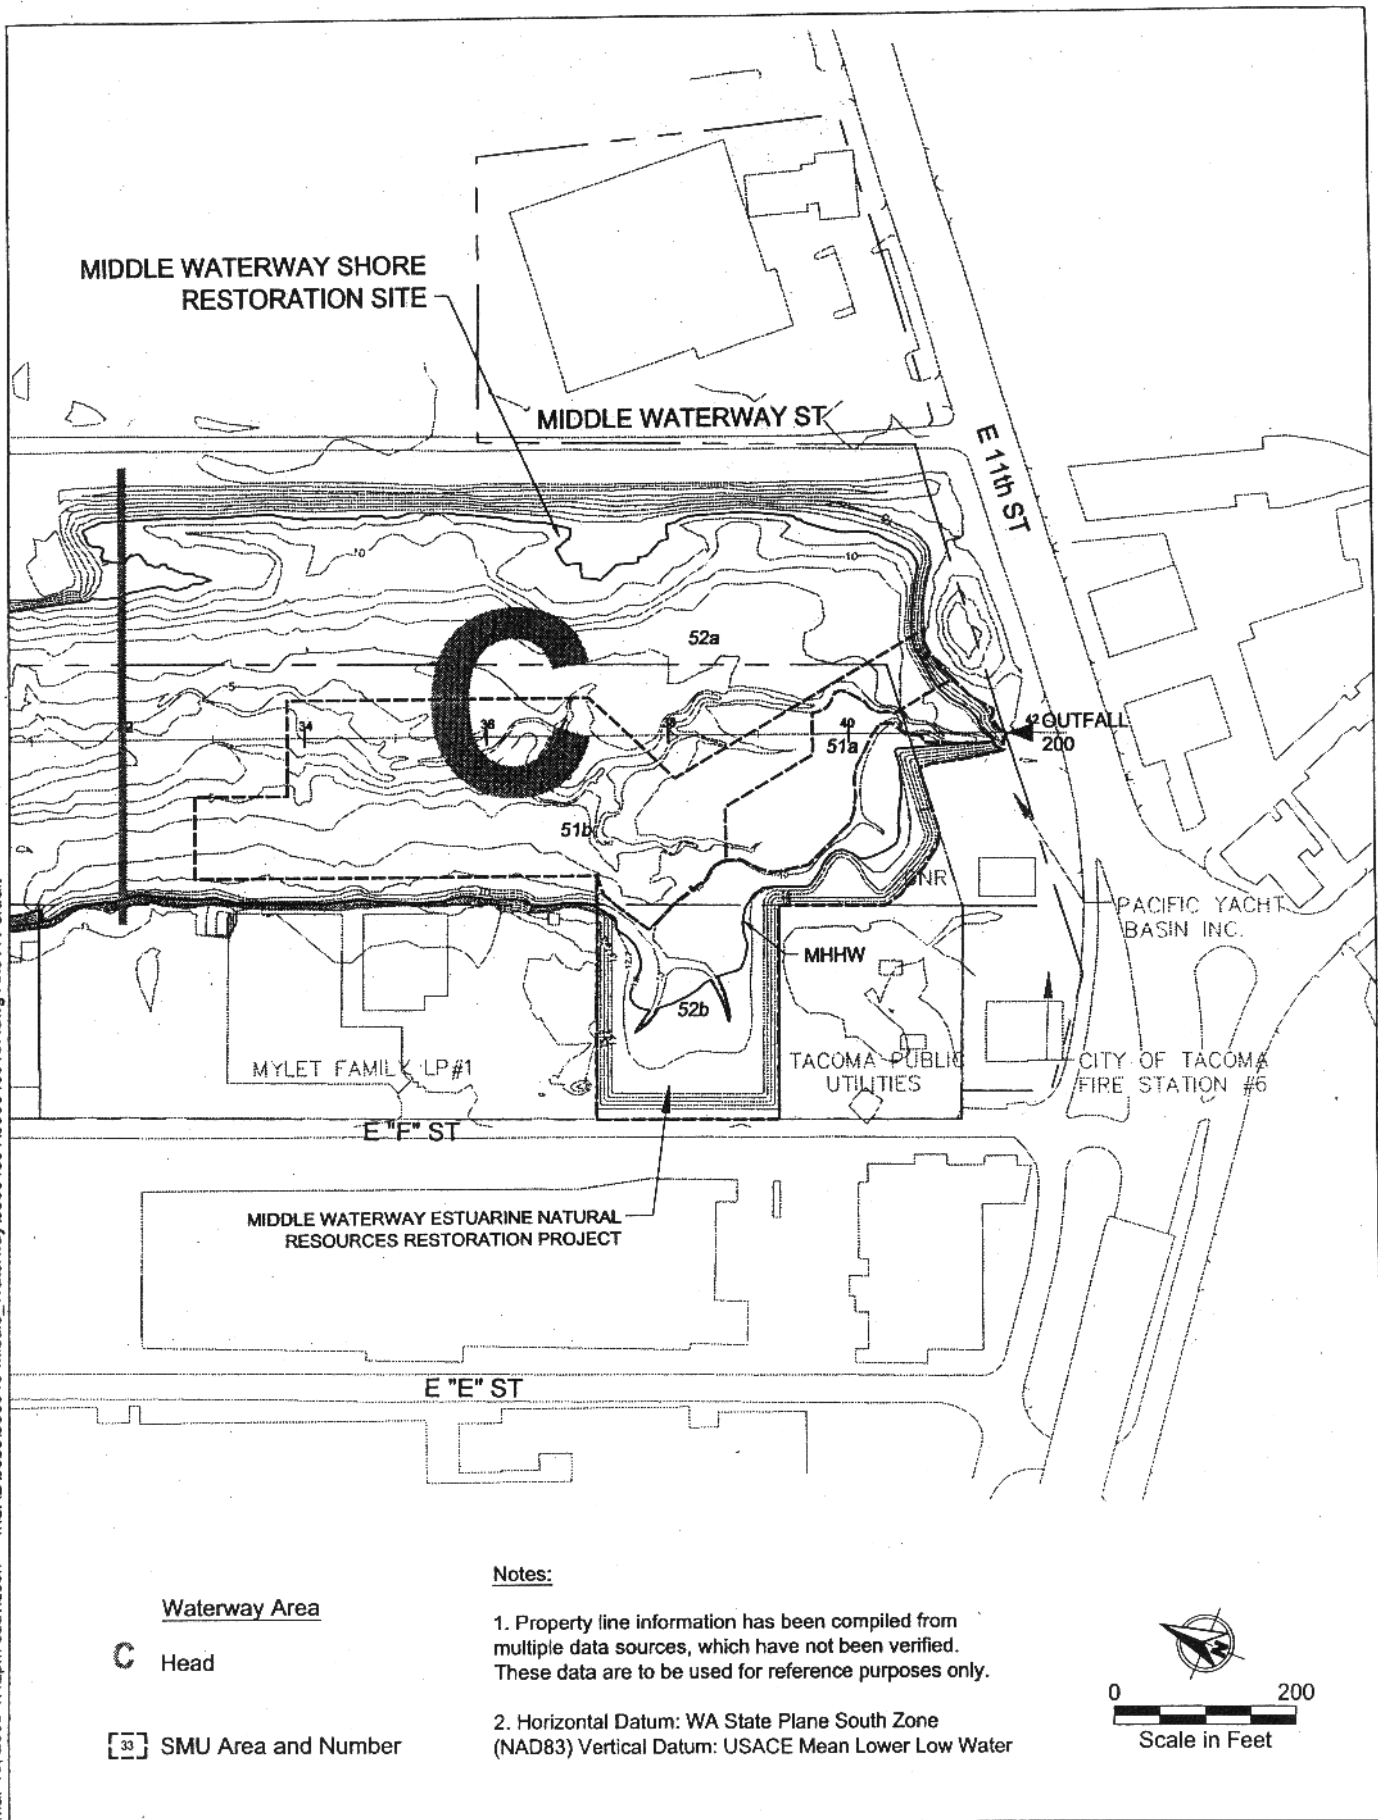 MIDDLE WATERWAY SHORE
RESTORATION SITE
MIDDLE WATERWAY ST
E 11th ST
10
10
52a
C
5
34
36
38
40
51a
42
OUTFALL
200
51b
PACIFIC YACHT
BASIN INC.
MHHW
52b
MYLET FAMILY LP#1
TACOMA PUBLIC
UTILITIES
CITY OF TACOMA
FIRE STATION #6
E "F" ST
MIDDLE WATERWAY ESTUARINE NATURAL
RESOURCES RESTORATION PROJECT
E "E" ST
Waterway Area
C Head
33 SMU Area and Number
Notes:
1. Property line information has been compiled from
multiple data sources, which have not been verified.
These data are to be used for reference purposes only.
2. Horizontal Datum: WA State Plane South Zone
(NAD83) Vertical Datum: USACE Mean Lower Low Water
N
0 200
Scale in Feet